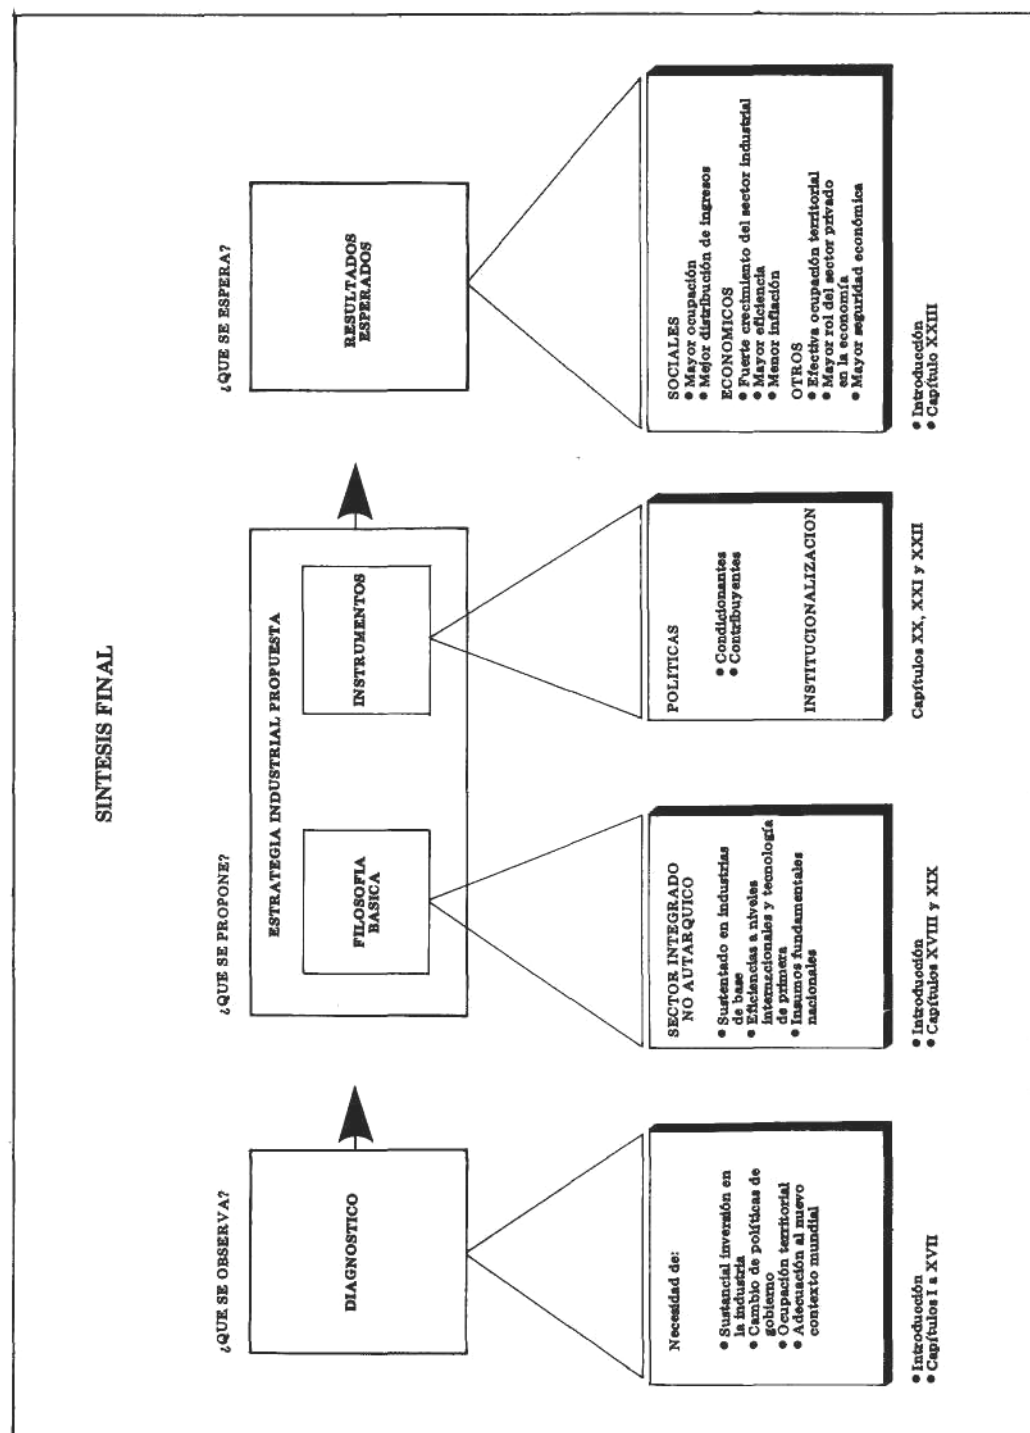 SINTESIS FINAL
¿QUE SE OBSERVA?
DIAGNOSTICO
Necesidad de:
● Sustancial inversión en
la industria
● Cambio de políticas de
gobierno
● Ocupación territorial
● Adecuación al nuevo
contexto mundial
● Introducción
● Capítulos I a XVII
¿QUE SE PROPONE?
ESTRATEGIA INDUSTRIAL PROPUESTA
FILOSOFIA
BASICA
SECTOR INTEGRADO
NO AUTARQUICO
● Sustentado en industrias
de base
● Eficiencias a niveles
internacionales y tecnología
de primera
● Insumos fundamentales
nacionales
● Introducción
● Capítulos XVIII y XIX
INSTRUMENTOS
POLITICAS
● Condicionantes
● Contribuyentes
INSTITUCIONALIZACION
Capítulos XX, XXI y XXII
¿QUE SE ESPERA?
RESULTADOS
ESPERADOS
SOCIALES
● Mayor ocupación
● Mejor distribución de ingresos
ECONOMICOS
● Fuerte crecimiento del sector industrial
● Mayor eficiencia
● Menor inflación
OTROS
● Efectiva ocupación territorial
● Mayor rol del sector privado
en la economía
● Mayor seguridad económica
● Introducción
● Capítulo XXIII